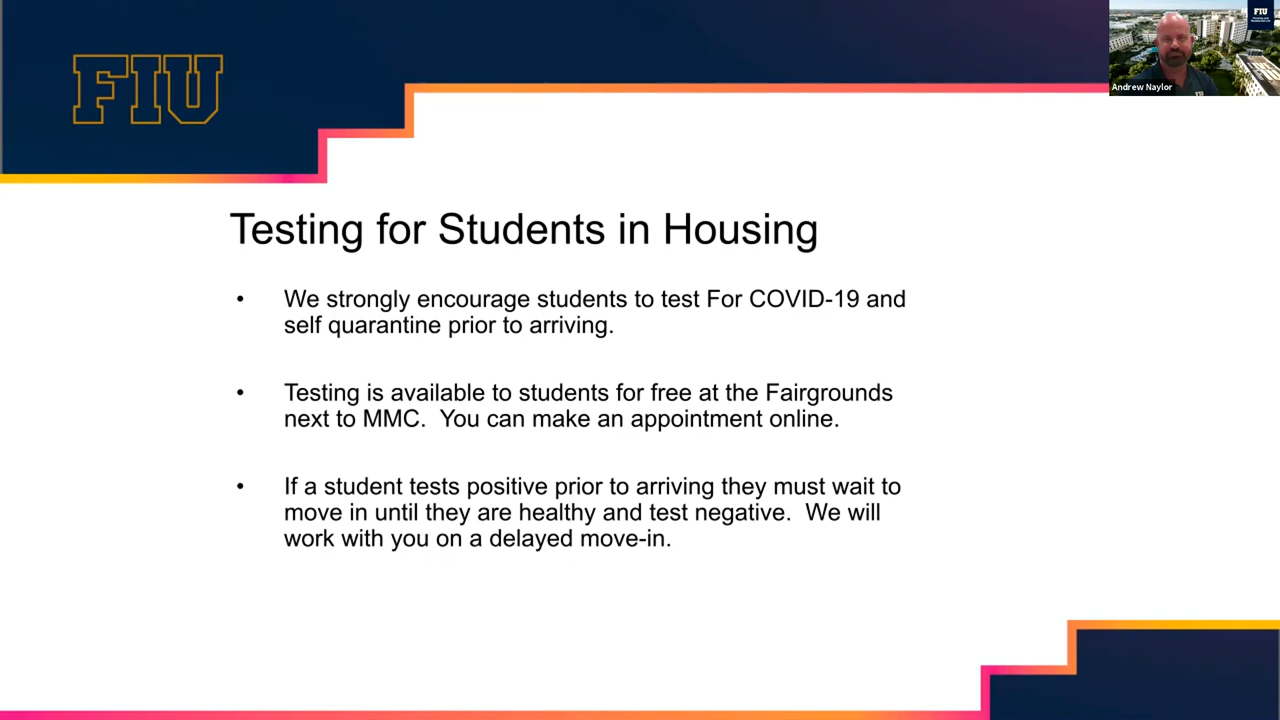 FIU
FIU
Andrew Naylor
Testing for Students in Housing
• We strongly encourage students to test For COVID-19 and
self quarantine prior to arriving.
• Testing is available to students for free at the Fairgrounds
next to MMC.  You can make an appointment online.
• If a student tests positive prior to arriving they must wait to
move in until they are healthy and test negative.  We will
work with you on a delayed move-in.